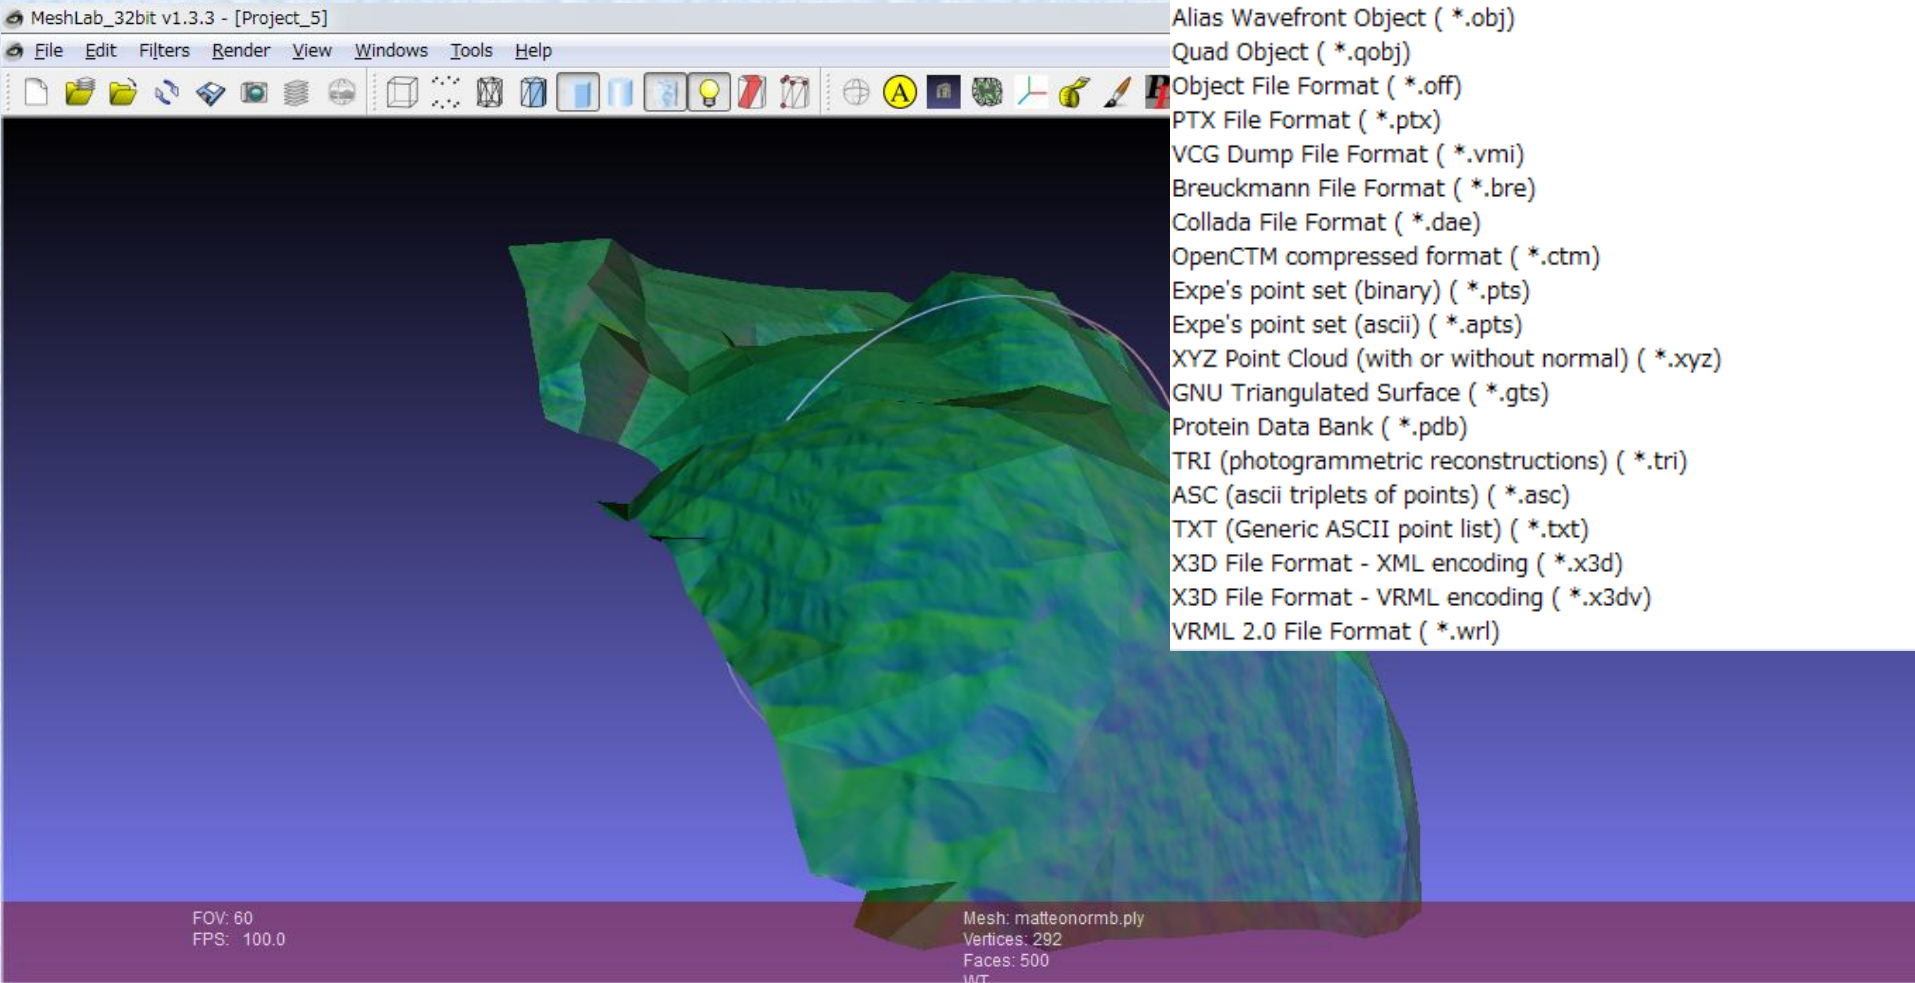 MeshLab_32bit v1.3.3 - [Project_5]
File Edit Filters Render View Windows Tools Help
A
Alias Wavefront Object ( *.obj)
Quad Object ( *.qobj)
Object File Format ( *.off)
PTX File Format ( *.ptx)
VCG Dump File Format ( *.vmi)
Breuckmann File Format ( *.bre)
Collada File Format ( *.dae)
OpenCTM compressed format ( *.ctm)
Expe's point set (binary) ( *.pts)
Expe's point set (ascii) ( *.apts)
XYZ Point Cloud (with or without normal) ( *.xyz)
GNU Triangulated Surface ( *.gts)
Protein Data Bank ( *.pdb)
TRI (photogrammetric reconstructions) ( *.tri)
ASC (ascii triplets of points) ( *.asc)
TXT (Generic ASCII point list) ( *.txt)
X3D File Format - XML encoding ( *.x3d)
X3D File Format - VRML encoding ( *.x3dv)
VRML 2.0 File Format ( *.wrl)
FOV: 60
FPS: 100.0
Mesh: matteonormb.ply
Vertices: 292
Faces: 500
WT